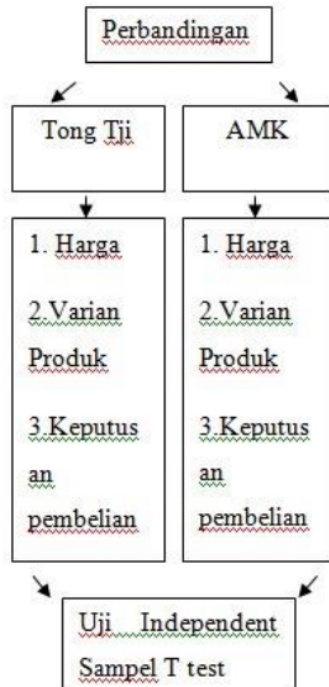 Perbandingan
Tong Tji
AMK
1. Harga
2.Varian
Produk
3.Keputus
an
pembelian
1. Harga
2.Varian
Produk
3.Keputus
an
pembelian
Uji Independent
Sampel T test